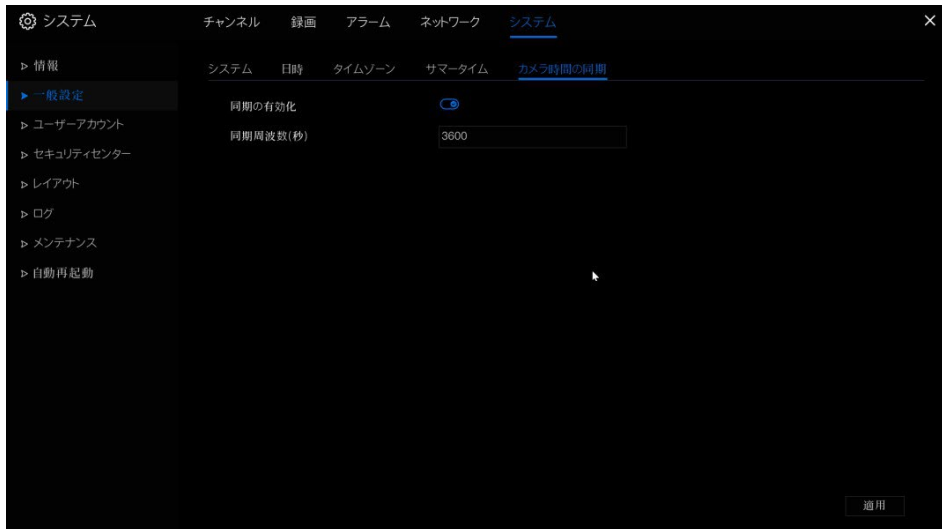 システム
チャンネル 録画 アラーム ネットワーク システム
情報
一般設定
ユーザーアカウント
セキュリティセンター
レイアウト
ログ
メンテナンス
自動再起動
システム 日時 タイムゾーン サマータイム カメラ時間の同期
同期の有効化
同期周波数(秒) 3600
適用